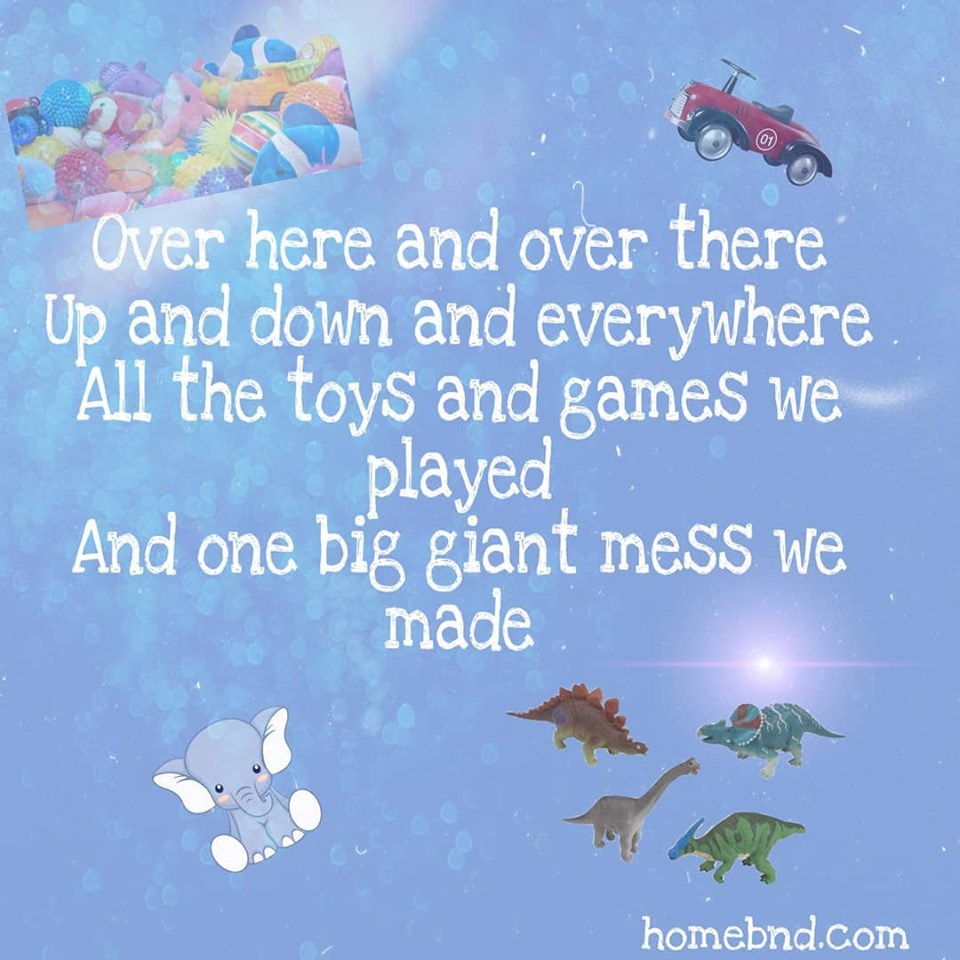 Over here and over there
Up and down and everywhere
All the toys and games we
played
And one big giant mess we
made
01
homebnd.com